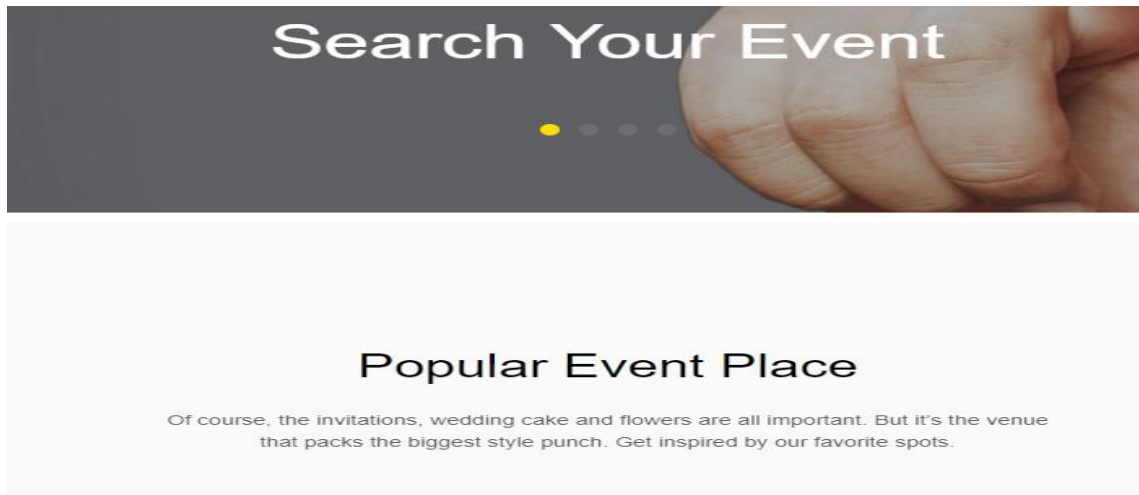 Search Your Event
Popular Event Place
Of course, the invitations, wedding cake and flowers are all important. But it's the venue
that packs the biggest style punch. Get inspired by our favorite spots.